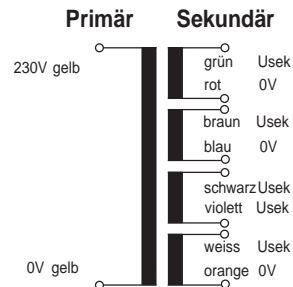 Primär Sekundär
230V gelb
grün Usek
rot 0V
braun Usek
blau 0V
schwarz Usek
violett Usek
weiss Usek
0V gelb
orange 0V